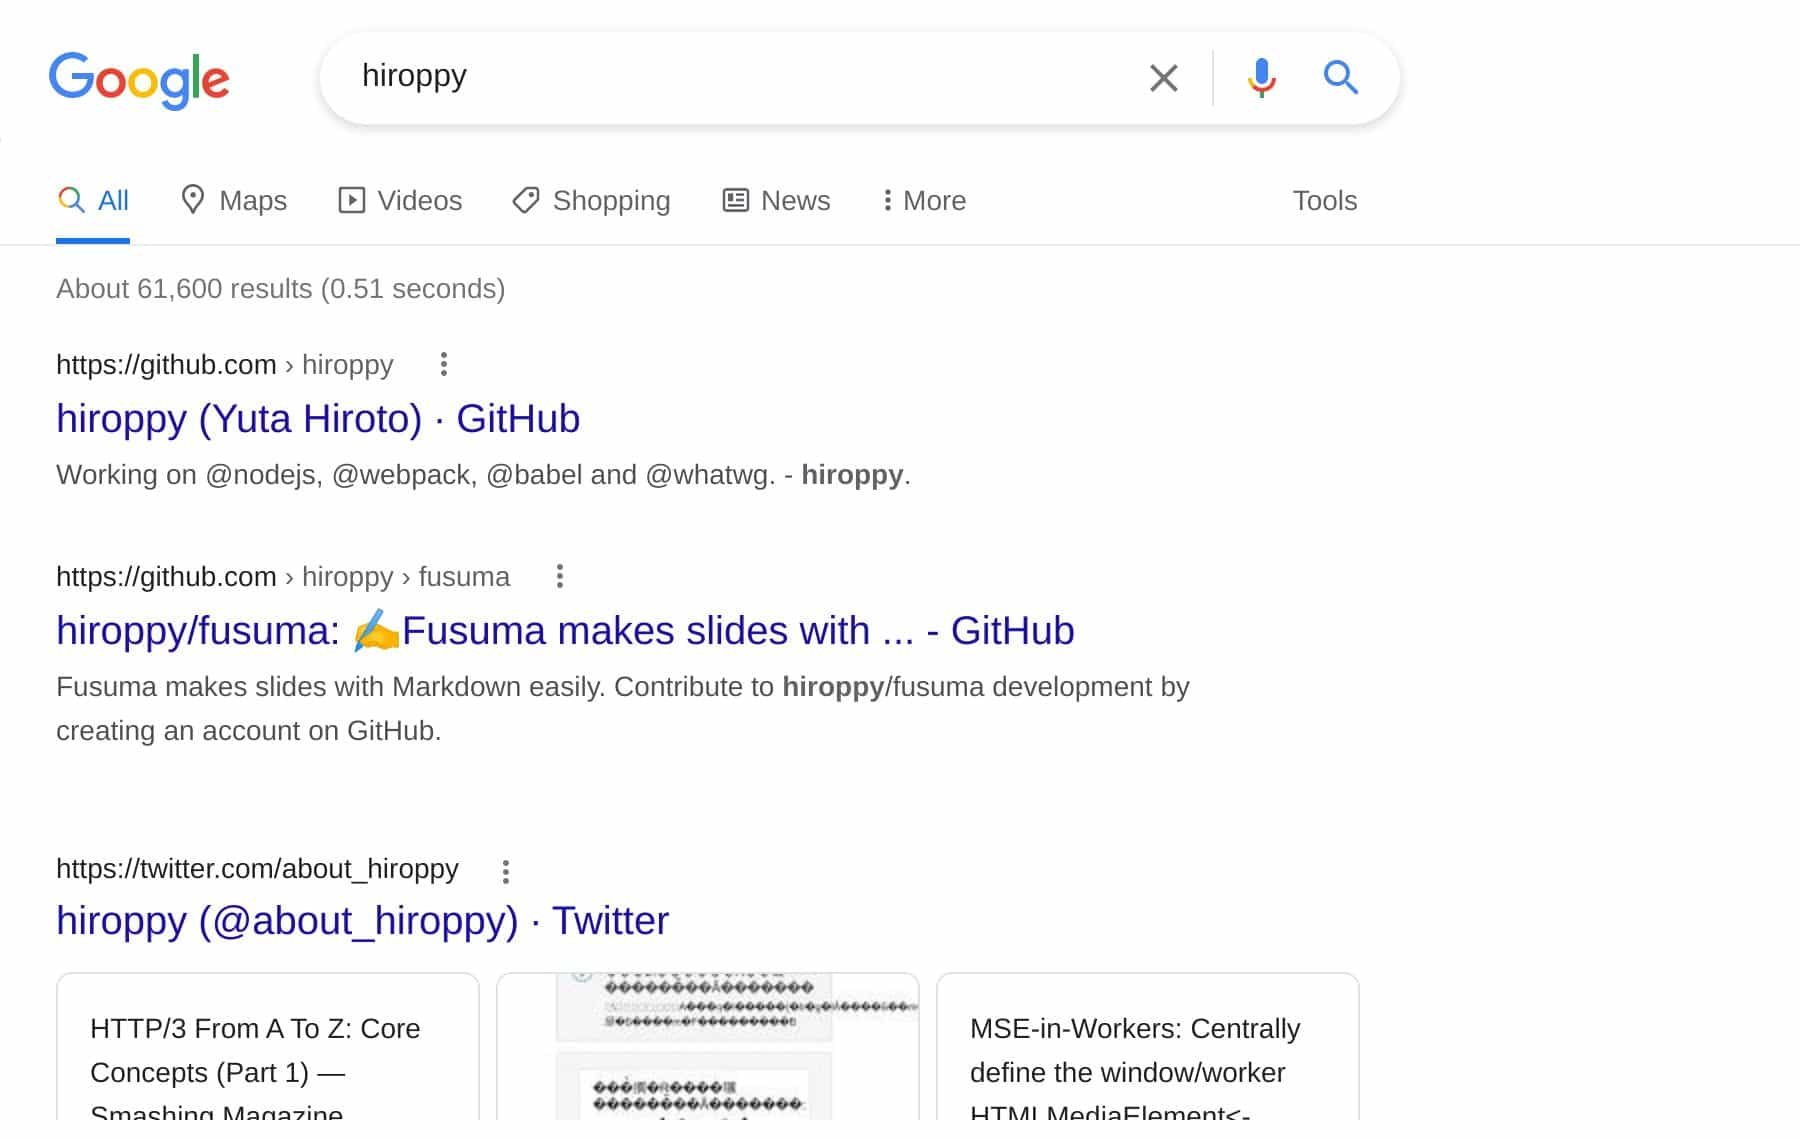 Google
hiroppy
All Maps Videos Shopping News More Tools
About 61,600 results (0.51 seconds)
https://github.com › hiroppy
hiroppy (Yuta Hiroto) · GitHub
Working on @nodejs, @webpack, @babel and @whatwg. - hiroppy.
https://github.com › hiroppy › fusuma
hiroppy/fusuma: ✍️Fusuma makes slides with ... - GitHub
Fusuma makes slides with Markdown easily. Contribute to hiroppy/fusuma development by
creating an account on GitHub.
https://twitter.com/about_hiroppy
hiroppy (@about_hiroppy) · Twitter
HTTP/3 From A To Z: Core
Concepts (Part 1) —
Smashing Magazine
MSE-in-Workers: Centrally
define the window/worker
HTMLMediaElement<-